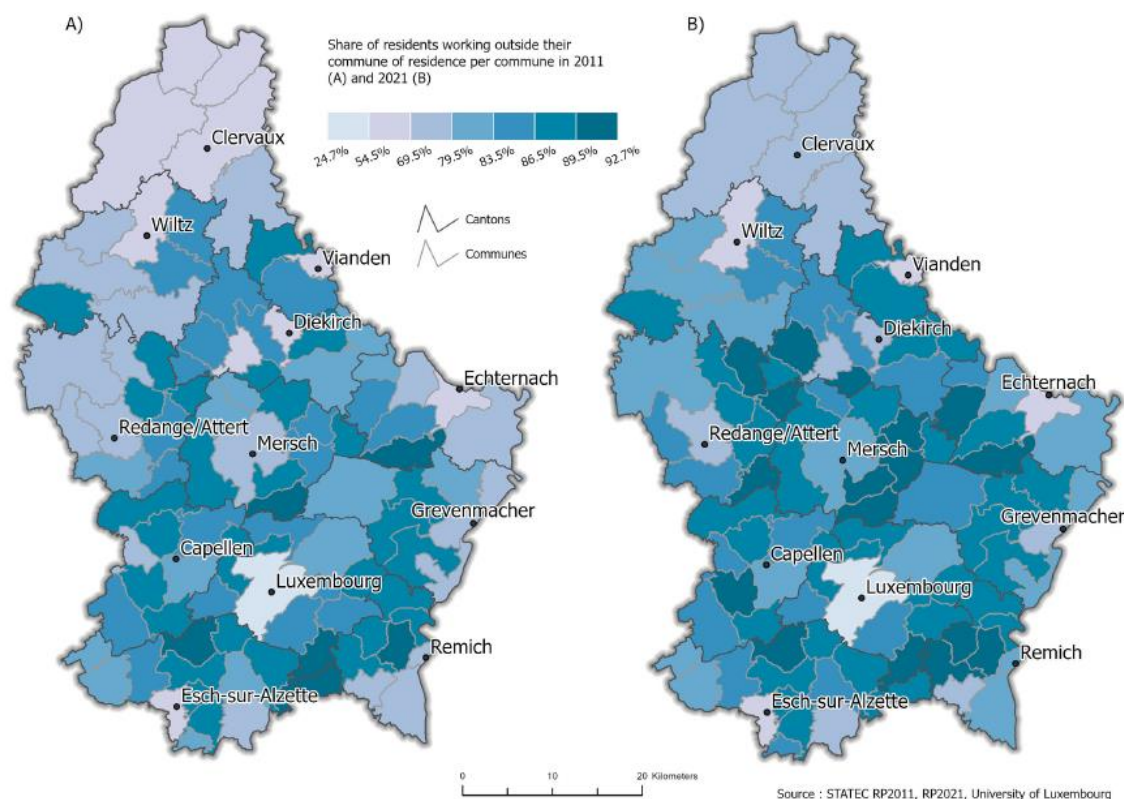 A)
Share of residents working outside their
commune of residence per commune in 2011
(A) and 2021 (B)
24.7% 54.5% 69.5% 79.5% 83.5% 86.5% 89.5% 92.7%
Cantons
Communes
Clervaux
Wiltz
Vianden
Diekirch
Echternach
Redange/Attert
Mersch
Grevenmacher
Capellen
Luxembourg
Remich
Esch-sur-Alzette
B)
Clervaux
Wiltz
Vianden
Diekirch
Echternach
Redange/Attert
Mersch
Grevenmacher
Capellen
Luxembourg
Remich
Esch-sur-Alzette
0 10 20 Kilometers
Source : STATEC RP2011, RP2021, University of Luxembourg